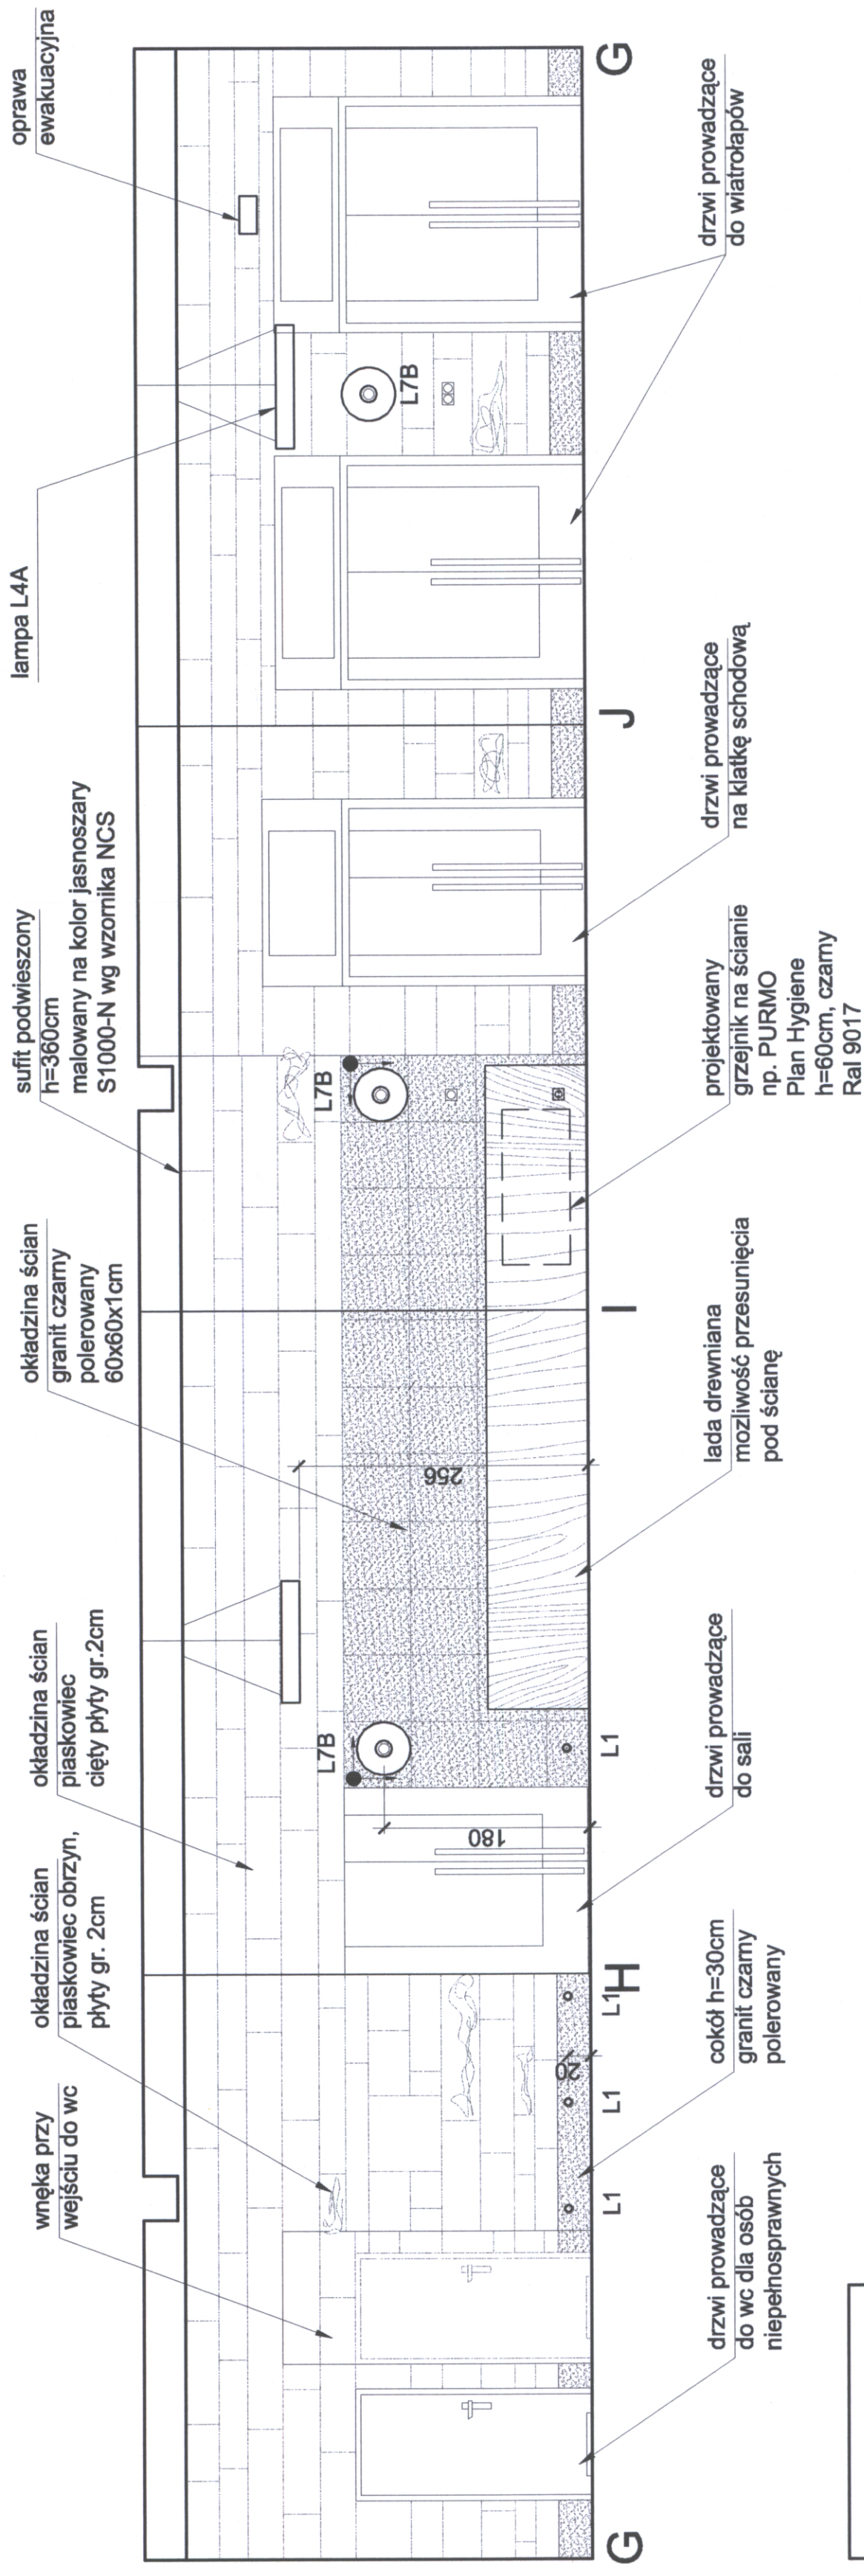 wnęka przy
wejściu do wc
okładzina ścian
piaskowiec obrzyn,
płyty gr. 2cm
okładzina ścian
piaskowiec
cięty płyty gr.2cm
okładzina ścian
granit czarny
polerowany
60x60x1cm
sufit podwieszony
h=360cm
malowany na kolor jasnoszary
S1000-N wg wzornika NCS
lampa L4A
oprawa
ewakuacyjna
L7B
L7B
L7B
256
180
20
L1
L1
L1
L1
G
H
I
J
G
drzwi prowadzące
do wc dla osób
niepełnosprawnych
cokół h=30cm
granit czarny
polerowany
drzwi prowadzące
do sali
lada drewniana
mozliwość przesunięcia
pod ścianę
projektowany
grzejnik na ścianie
np. PURMO
Plan Hygiene
h=60cm, czarny
Ral 9017
drzwi prowadzące
na klatkę schodową
drzwi prowadzące
do wiatrołapów